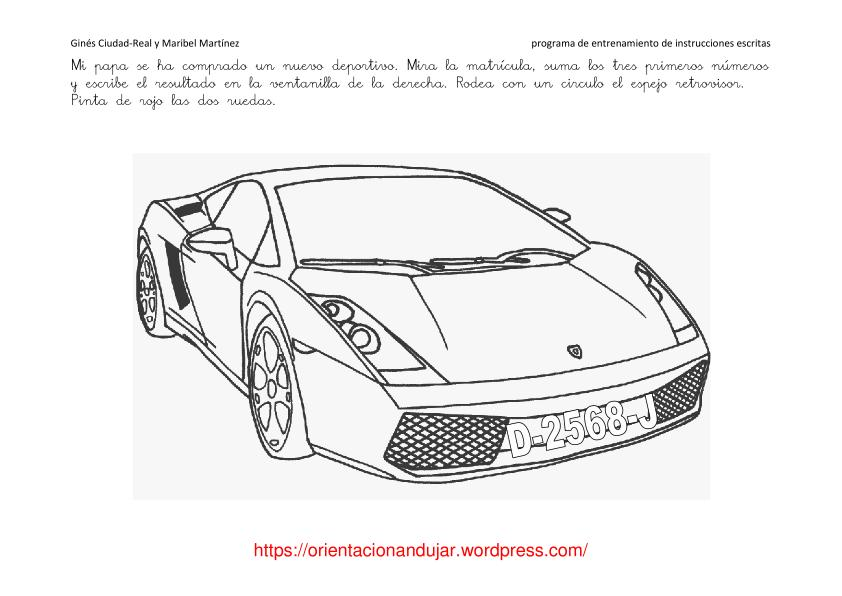 Ginés Ciudad-Real y Maribel Martínez programa de entrenamiento de instrucciones escritas
Mi papa se ha comprado un nuevo deportivo. Mira la matrícula, suma los tres primeros números
y escribe el resultado en la ventanilla de la derecha. Rodea con un circulo el espejo retrovisor.
Pinta de rojo las dos ruedas.
D-2568-J
https://orientacionandujar.wordpress.com/